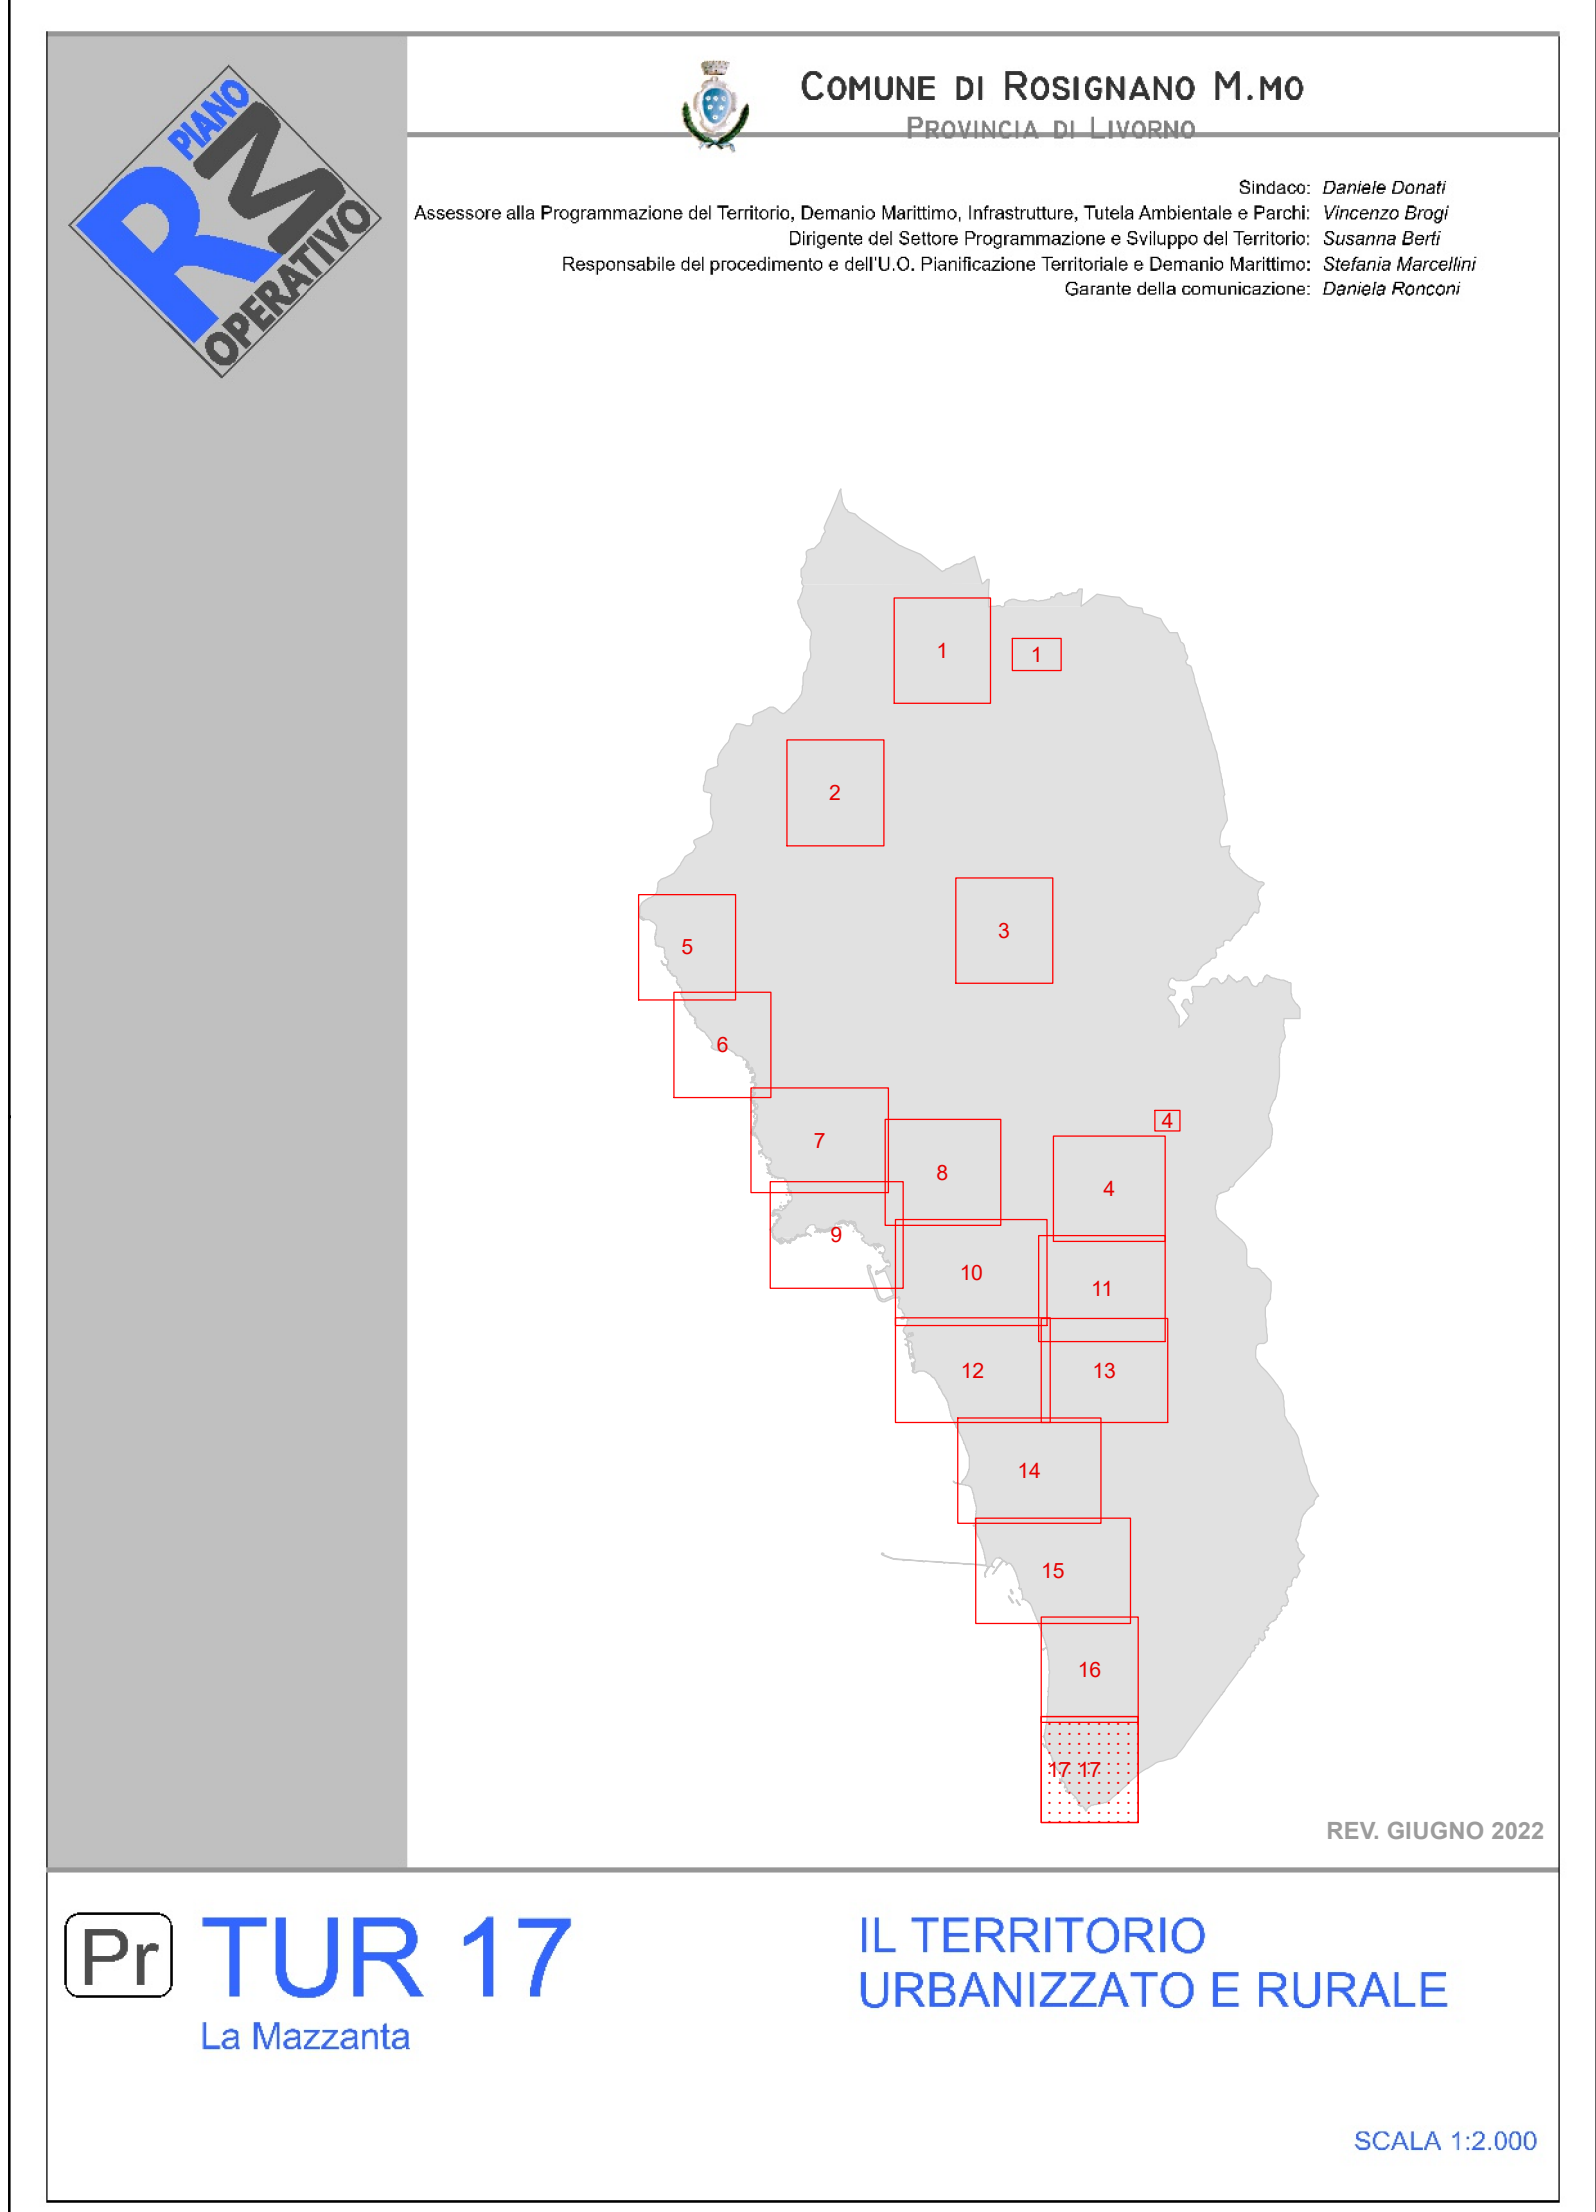 PIANO
RM
OPERATIVO
COMUNE DI ROSIGNANO M.MO
PROVINCIA DI LIVORNO
Sindaco: Daniele Donati
Assessore alla Programmazione del Territorio, Demanio Marittimo, Infrastrutture, Tutela Ambientale e Parchi: Vincenzo Brogi
Dirigente del Settore Programmazione e Sviluppo del Territorio: Susanna Berti
Responsabile del procedimento e dell'U.O. Pianificazione Territoriale e Demanio Marittimo: Stefania Marcellini
Garante della comunicazione: Daniela Ronconi
1
1
2
3
5
6
4
7
8
4
9
10
11
12
13
14
15
16
17 17
REV. GIUGNO 2022
Pr TUR 17
La Mazzanta
IL TERRITORIO
URBANIZZATO E RURALE
SCALA 1:2.000